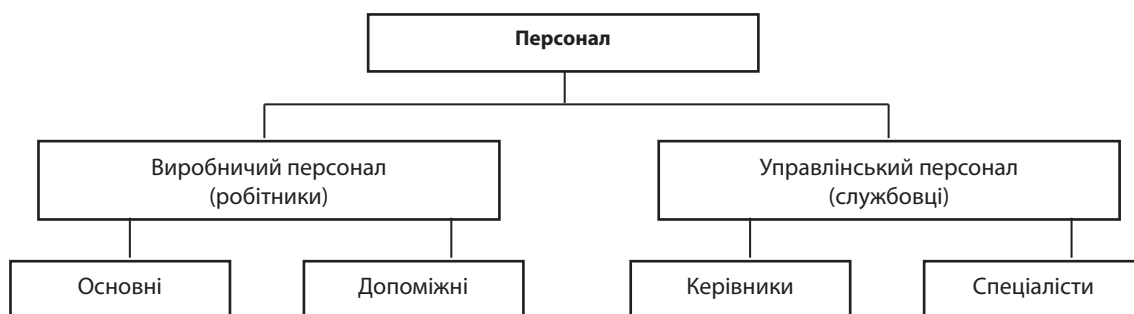 Персонал
Виробничий персонал
(робітники)
Управлінський персонал
(службовці)
Основні
Допоміжні
Керівники
Спеціалісти